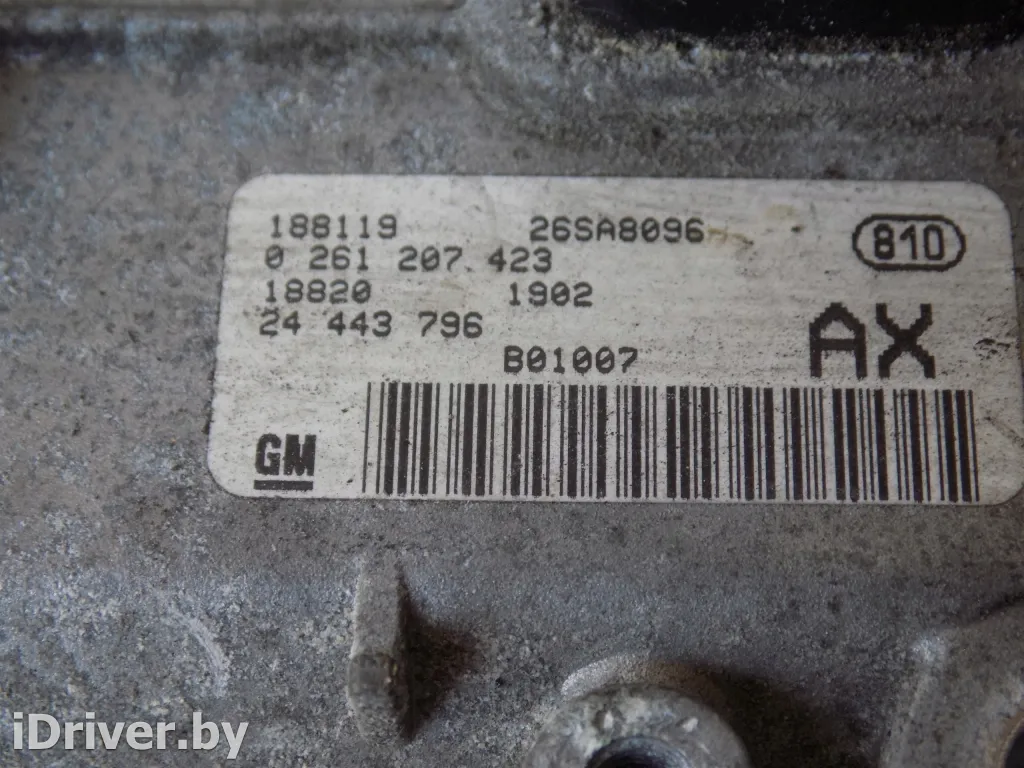 188119 26SA8096
810
0 261 207 423
18820 1902
24 443 796
AX
B01007
GM
iDriver.by